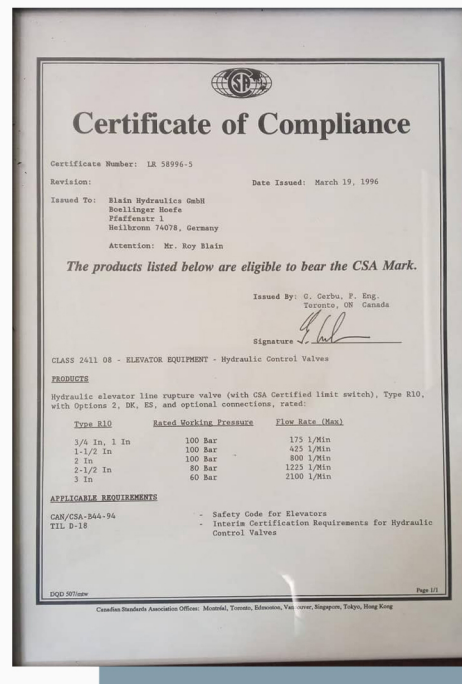 CSA
Certificate of Compliance
Certificate Number: LR 58996-5
Revision: Date Issued: March 19, 1996
Issued To: Blain Hydraulics GmbH
Boellinger Hoefe
Pfaffenstr 1
Heilbronn 74078, Germany
Attention: Mr. Roy Blain
The products listed below are eligible to bear the CSA Mark.
Issued By: G. Gerbu, P. Eng.
Toronto, ON Canada
Signature
CLASS 2411 08 - ELEVATOR EQUIPMENT - Hydraulic Control Valves
PRODUCTS
Hydraulic elevator line rupture valve (with CSA Certified limit switch), Type R10,
with Options 2, DK, ES, and optional connections, rated:
Type R10 Rated Working Pressure Flow Rate (Max)
3/4 In, 1 In 100 Bar 175 l/Min
1-1/2 In 100 Bar 425 l/Min
2 In 100 Bar 800 l/Min
2-1/2 In 80 Bar 1225 l/Min
3 In 60 Bar 2100 l/Min
APPLICABLE REQUIREMENTS
CAN/CSA-B44-94 - Safety Code for Elevators
TIL D-18 - Interim Certification Requirements for Hydraulic
Control Valves
DQD 507 Page 1/1
Canadian Standards Association Offices: Montréal, Toronto, Edmonton, Vancouver, Singapore, Tokyo, Hong Kong